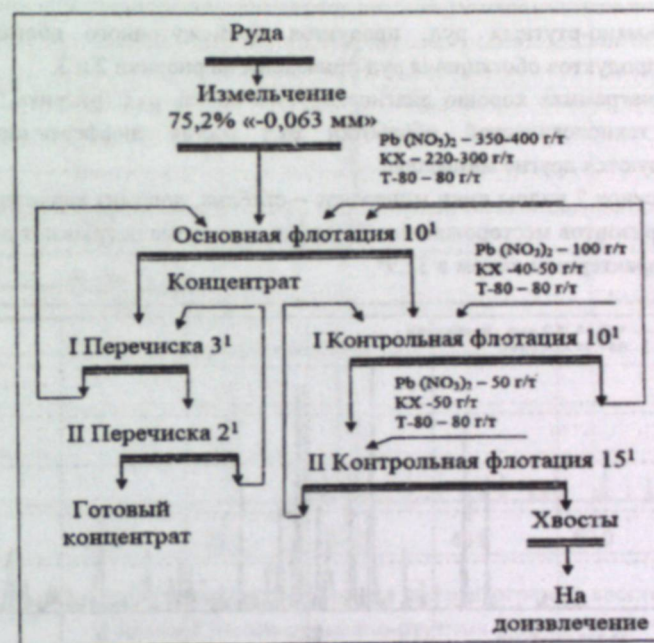 Руда
Измельчение
75,2% «-0,063 мм»
Pb (NO₃)₂ – 350-400 г/т
КХ – 220-300 г/т
Т-80 – 80 г/т
Основная флотация 10¹
Концентрат
Pb (NO₃)₂ – 100 г/т
КХ -40-50 г/т
Т-80 – 80 г/т
I Перечиска 3¹
I Контрольная флотация 10¹
Pb (NO₃)₂ – 50 г/т
КХ -50 г/т
Т-80 – 80 г/т
II Перечиска 2¹
II Контрольная флотация 15¹
Готовый
концентрат
Хвосты
На
доизвлечение